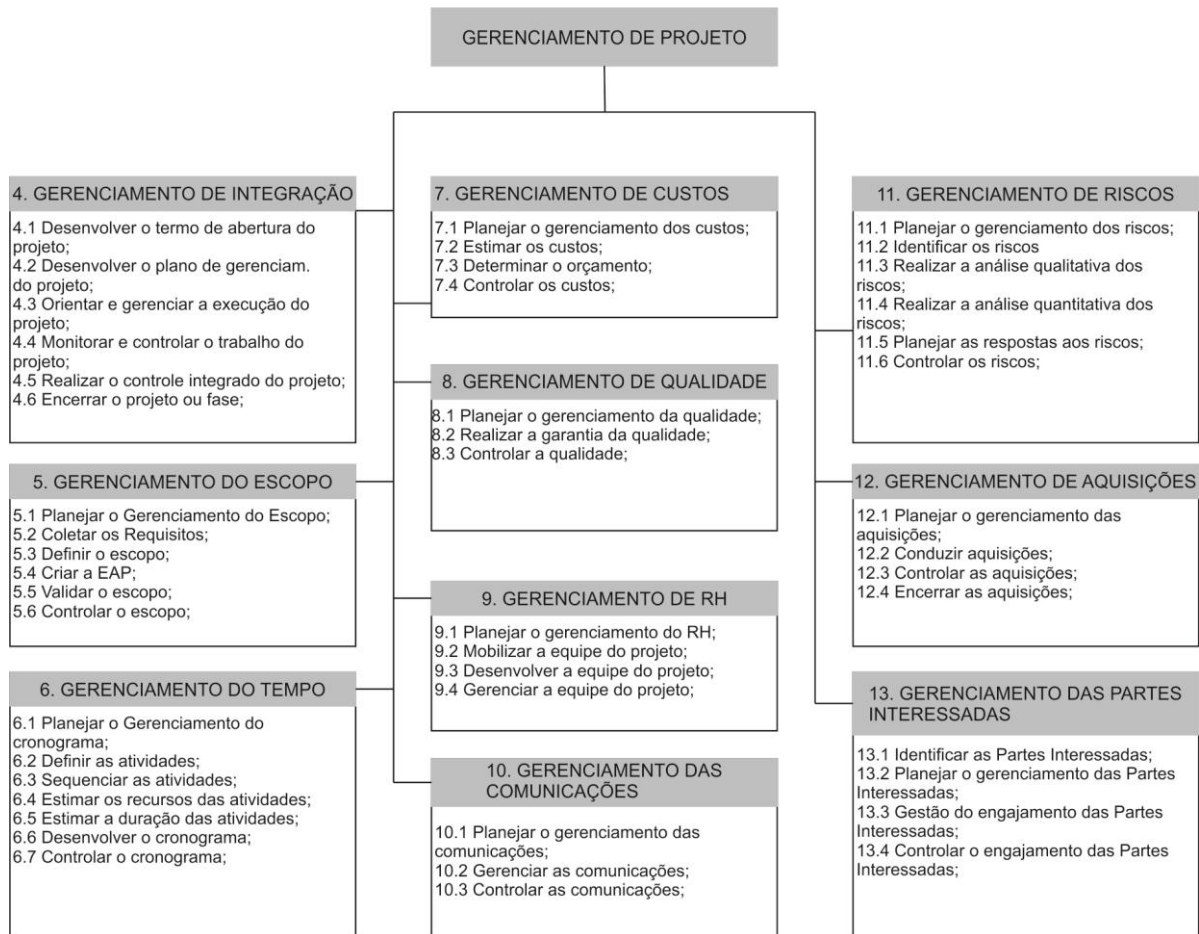 GERENCIAMENTO DE PROJETO
4. GERENCIAMENTO DE INTEGRAÇÃO
4.1 Desenvolver o termo de abertura do
projeto;
4.2 Desenvolver o plano de gerenciam.
do projeto;
4.3 Orientar e gerenciar a execução do
projeto;
4.4 Monitorar e controlar o trabalho do
projeto;
4.5 Realizar o controle integrado do projeto;
4.6 Encerrar o projeto ou fase;
5. GERENCIAMENTO DO ESCOPO
5.1 Planejar o Gerenciamento do Escopo;
5.2 Coletar os Requisitos;
5.3 Definir o escopo;
5.4 Criar a EAP;
5.5 Validar o escopo;
5.6 Controlar o escopo;
6. GERENCIAMENTO DO TEMPO
6.1 Planejar o Gerenciamento do
cronograma;
6.2 Definir as atividades;
6.3 Sequenciar as atividades;
6.4 Estimar os recursos das atividades;
6.5 Estimar a duração das atividades;
6.6 Desenvolver o cronograma;
6.7 Controlar o cronograma;
7. GERENCIAMENTO DE CUSTOS
7.1 Planejar o gerenciamento dos custos;
7.2 Estimar os custos;
7.3 Determinar o orçamento;
7.4 Controlar os custos;
8. GERENCIAMENTO DE QUALIDADE
8.1 Planejar o gerenciamento da qualidade;
8.2 Realizar a garantia da qualidade;
8.3 Controlar a qualidade;
9. GERENCIAMENTO DE RH
9.1 Planejar o gerenciamento do RH;
9.2 Mobilizar a equipe do projeto;
9.3 Desenvolver a equipe do projeto;
9.4 Gerenciar a equipe do projeto;
10. GERENCIAMENTO DAS
COMUNICAÇÕES
10.1 Planejar o gerenciamento das
comunicações;
10.2 Gerenciar as comunicações;
10.3 Controlar as comunicações;
11. GERENCIAMENTO DE RISCOS
11.1 Planejar o gerenciamento dos riscos;
11.2 Identificar os riscos
11.3 Realizar a análise qualitativa dos
riscos;
11.4 Realizar a análise quantitativa dos
riscos;
11.5 Planejar as respostas aos riscos;
11.6 Controlar os riscos;
12. GERENCIAMENTO DE AQUISIÇÕES
12.1 Planejar o gerenciamento das
aquisições;
12.2 Conduzir aquisições;
12.3 Controlar as aquisições;
12.4 Encerrar as aquisições;
13. GERENCIAMENTO DAS PARTES
INTERESSADAS
13.1 Identificar as Partes Interessadas;
13.2 Planejar o gerenciamento das Partes
Interessadas;
13.3 Gestão do engajamento das Partes
Interessadas;
13.4 Controlar o engajamento das Partes
Interessadas;